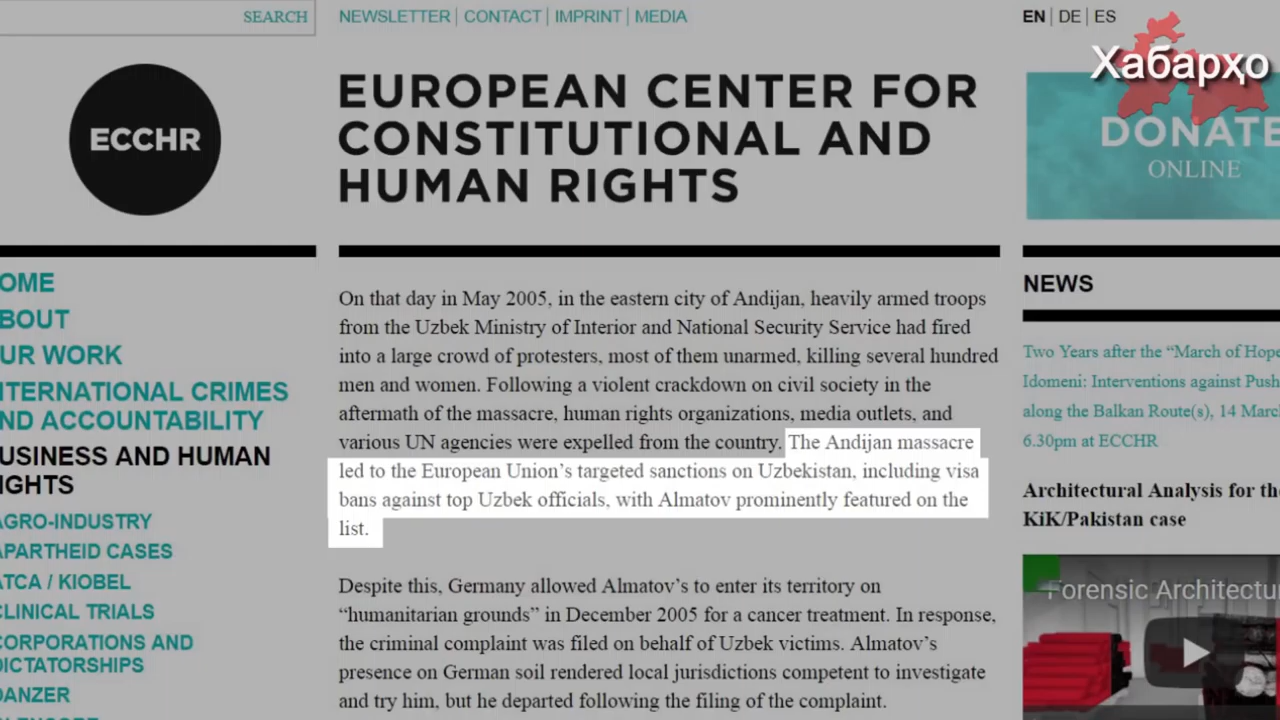 SEARCH
NEWSLETTER | CONTACT | IMPRINT | MEDIA
EN | DE | ES
Хабарҳо
ECCHR
EUROPEAN CENTER FOR
CONSTITUTIONAL AND
HUMAN RIGHTS
DONATE
ONLINE
OME
BOUT
UR WORK
NTERNATIONAL CRIMES
ND ACCOUNTABILITY
USINESS AND HUMAN
IGHTS
AGRO-INDUSTRY
APARTHEID CASES
ATCA / KIOBEL
CLINICAL TRIALS
CORPORATIONS AND
DICTATORSHIPS
DANZER
On that day in May 2005, in the eastern city of Andijan, heavily armed troops
from the Uzbek Ministry of Interior and National Security Service had fired
into a large crowd of protesters, most of them unarmed, killing several hundred
men and women. Following a violent crackdown on civil society in the
aftermath of the massacre, human rights organizations, media outlets, and
various UN agencies were expelled from the country. The Andijan massacre
led to the European Union’s targeted sanctions on Uzbekistan, including visa
bans against top Uzbek officials, with Almatov prominently featured on the
list.
Despite this, Germany allowed Almatov’s to enter its territory on
“humanitarian grounds” in December 2005 for a cancer treatment. In response,
the criminal complaint was filed on behalf of Uzbek victims. Almatov’s
presence on German soil rendered local jurisdictions competent to investigate
and try him, but he departed following the filing of the complaint.
NEWS
Two Years after the “March of Hope
Idomeni: Interventions against Push
along the Balkan Route(s), 14 March
6.30pm at ECCHR
Architectural Analysis for the
KiK/Pakistan case
Forensic Architectu